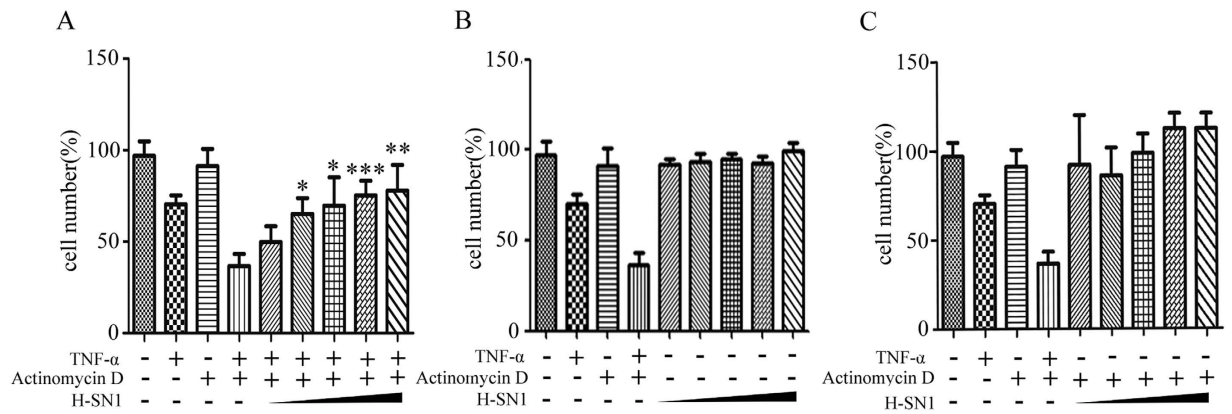 A
150
100
50
0
cell number(%)
*
*
***
**
TNF-α - + - + + + + + +
Actinomycin D - - + + + + + + +
H-SN1 - - - -
B
150
100
50
0
cell number(%)
TNF-α - + - + - - - - -
Actinomycin D - - + + - - - - -
H-SN1 - - - -
C
150
100
50
0
cell number(%)
TNF-α - + - + - - - - -
Actinomycin D - - + + + + + + +
H-SN1 - - - -